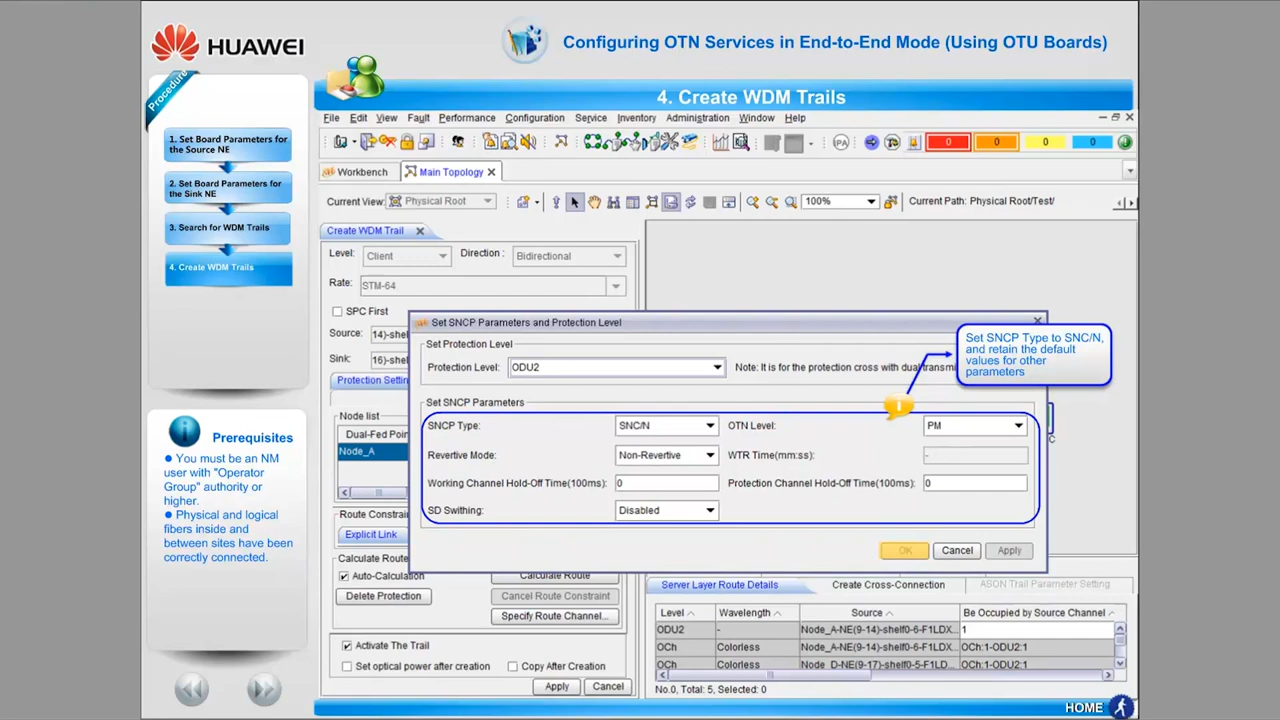 HUAWEI
Configuring OTN Services in End-to-End Mode (Using OTU Boards)
Procedure
1. Set Board Parameters for
the Source NE
2. Set Board Parameters for
the Sink NE
3. Search for WDM Trails
4. Create WDM Trails
Prerequisites
● You must be an NM
user with "Operator
Group" authority or
higher.
● Physical and logical
fibers inside and
between sites have been
correctly connected.
4. Create WDM Trails
File Edit View Fault Performance Configuration Service Inventory Administration Window Help
0 0 0 0
Workbench Main Topology
Current View: Physical Root 100% Current Path: Physical Root/Test/
Create WDM Trail
Level: Client Direction : Bidirectional
Rate: STM-64
SPC First
Source: 14)-shel
Sink: 16)-shel
Protection Settin
Node list
Dual-Fed Poin
Node_A
Route Constrain
Explicit Link
Calculate Route
Auto-Calculation Calculate Route
Delete Protection Cancel Route Constraint
Specify Route Channel...
Activate The Trail
Set optical power after creation Copy After Creation
Apply Cancel
Set SNCP Parameters and Protection Level
Set Protection Level
Protection Level: ODU2 Note: It is for the protection cross with dual transmi
Set SNCP Type to SNC/N,
and retain the default
values for other
parameters
Set SNCP Parameters
SNCP Type: SNC/N OTN Level: PM
Revertive Mode: Non-Revertive WTR Time(mm:ss): -
Working Channel Hold-Off Time(100ms): 0 Protection Channel Hold-Off Time(100ms): 0
SD Swithing: Disabled
OK Cancel Apply
C
Server Layer Route Details Create Cross-Connection ASON Trail Parameter Setting
Level Wavelength Source Be Occupied by Source Channel
ODU2 - Node_A-NE(9-14)-shelf0-6-F1LDX... 1
OCh Colorless Node_A-NE(9-14)-shelf0-6-F1LDX... OCh:1-ODU2:1
OCh Colorless Node_D-NE(9-17)-shelf0-5-F1LD... OCh:1-ODU2:1
No.0, Total: 5, Selected: 0
HOME